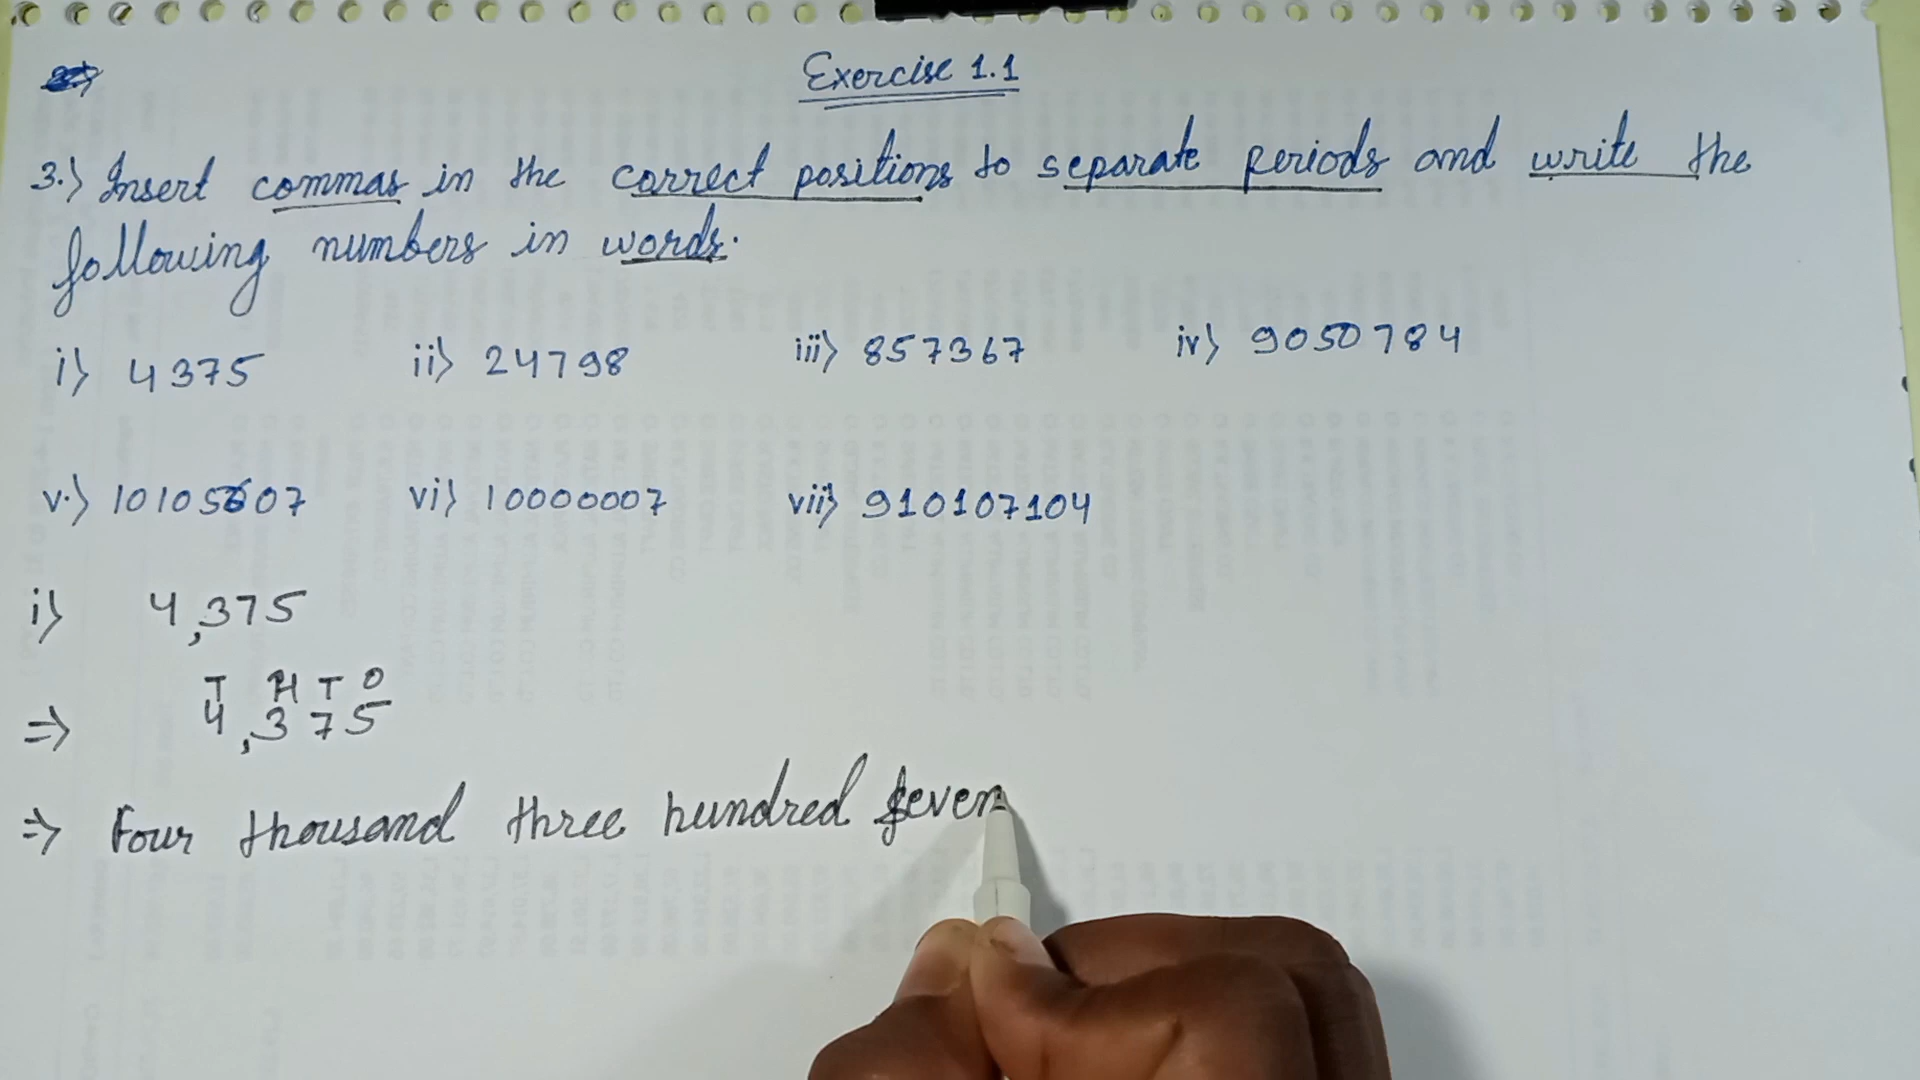 Exercise 1.1
3.) Insert commas in the correct positions to separate periods and write the
following numbers in words.
i) 4375 ii) 24798 iii) 857367 iv) 9050784
v.) 10105607 vi) 10000007 vii) 910107104
i) 4,375
T H T O
⇒ 4,375
⇒ Four thousand three hundred seven